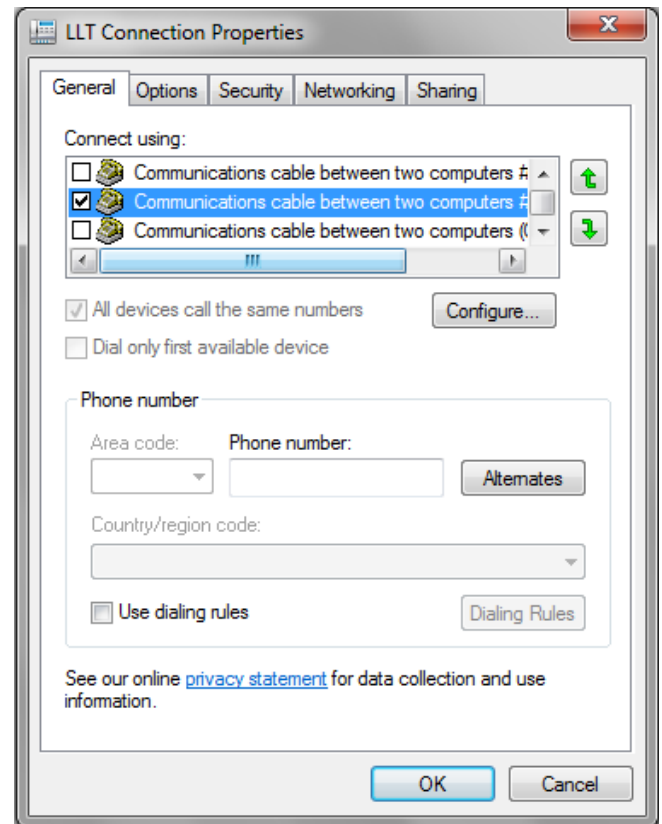 LLT Connection Properties
General Options Security Networking Sharing
Connect using:
Communications cable between two computers #
Communications cable between two computers #
Communications cable between two computers (
All devices call the same numbers
Configure...
Dial only first available device
Phone number
Area code: Phone number:
Alternates
Country/region code:
Use dialing rules
Dialing Rules
See our online privacy statement for data collection and use
information.
OK Cancel